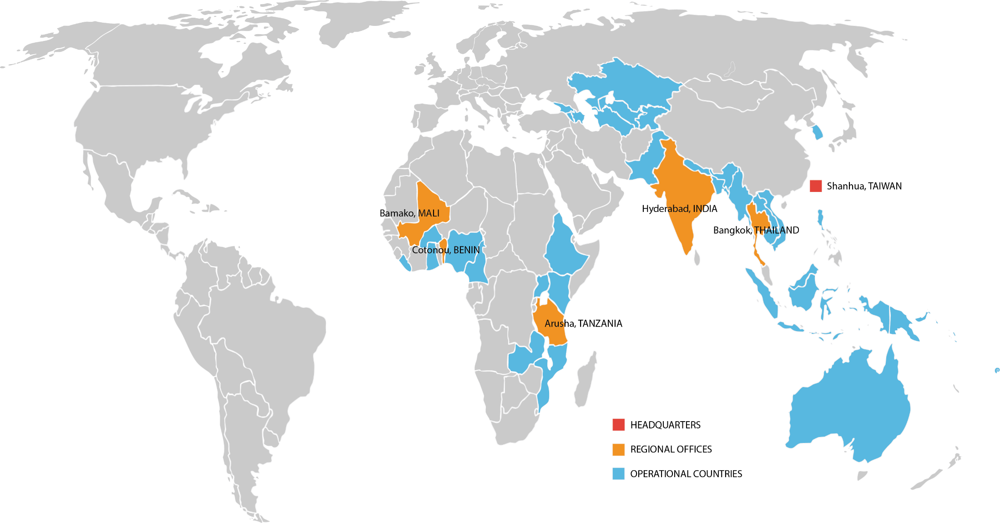 Shanhua, TAIWAN
Bamako, MALI
Hyderabad, INDIA
Bangkok, THAILAND
Cotonou, BENIN
Arusha, TANZANIA
HEADQUARTERS
REGIONAL OFFICES
OPERATIONAL COUNTRIES